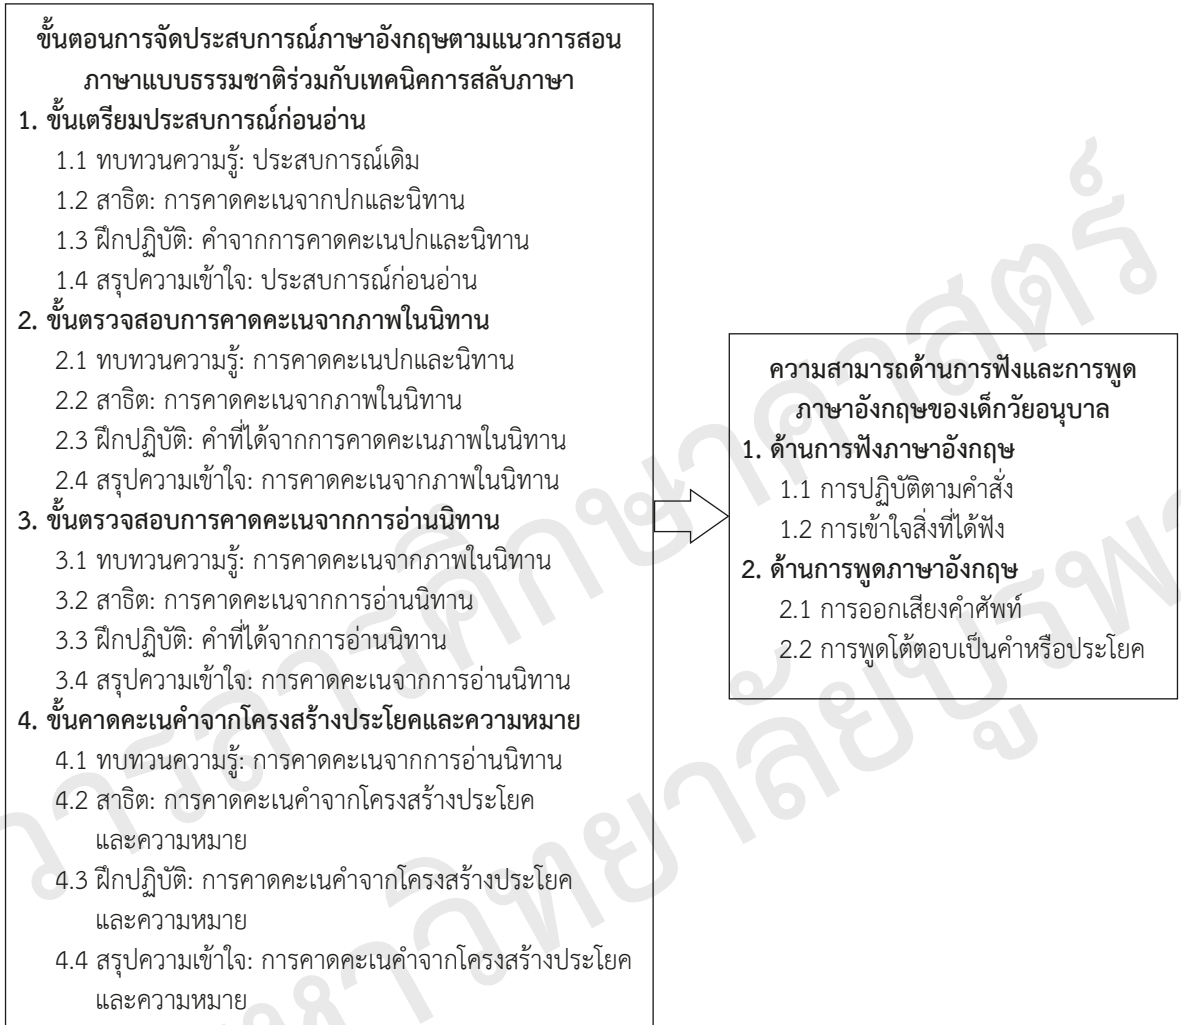 ขั้นตอนการจัดประสบการณ์ภาษาอังกฤษตามแนวการสอน
ภาษาแบบธรรมชาติร่วมกับเทคนิคการสลับภาษา
1. ขั้นเตรียมประสบการณ์ก่อนอ่าน
1.1 ทบทวนความรู้: ประสบการณ์เดิม
1.2 สาธิต: การคาดคะเนจากปกและนิทาน
1.3 ฝึกปฏิบัติ: คำจากการคาดคะเนปกและนิทาน
1.4 สรุปความเข้าใจ: ประสบการณ์ก่อนอ่าน
2. ขั้นตรวจสอบการคาดคะเนจากภาพในนิทาน
2.1 ทบทวนความรู้: การคาดคะเนปกและนิทาน
2.2 สาธิต: การคาดคะเนจากภาพในนิทาน
2.3 ฝึกปฏิบัติ: คำที่ได้จากการคาดคะเนภาพในนิทาน
2.4 สรุปความเข้าใจ: การคาดคะเนจากภาพในนิทาน
3. ขั้นตรวจสอบการคาดคะเนจากการอ่านนิทาน
3.1 ทบทวนความรู้: การคาดคะเนจากภาพในนิทาน
3.2 สาธิต: การคาดคะเนจากการอ่านนิทาน
3.3 ฝึกปฏิบัติ: คำที่ได้จากการอ่านนิทาน
3.4 สรุปความเข้าใจ: การคาดคะเนจากการอ่านนิทาน
4. ขั้นคาดคะเนคำจากโครงสร้างประโยคและความหมาย
4.1 ทบทวนความรู้: การคาดคะเนจากการอ่านนิทาน
4.2 สาธิต: การคาดคะเนคำจากโครงสร้างประโยค
และความหมาย
4.3 ฝึกปฏิบัติ: การคาดคะเนคำจากโครงสร้างประโยค
และความหมาย
4.4 สรุปความเข้าใจ: การคาดคะเนคำจากโครงสร้างประโยค
และความหมาย
ความสามารถด้านการฟังและการพูด
ภาษาอังกฤษของเด็กวัยอนุบาล
1. ด้านการฟังภาษาอังกฤษ
1.1 การปฏิบัติตามคำสั่ง
1.2 การเข้าใจสิ่งที่ได้ฟัง
2. ด้านการพูดภาษาอังกฤษ
2.1 การออกเสียงคำศัพท์
2.2 การพูดโต้ตอบเป็นคำหรือประโยค
วารสารศึกษาศาสตร์